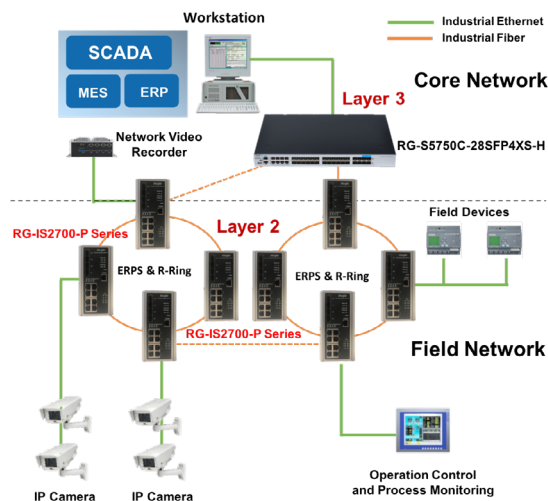 Workstation
Industrial Ethernet
Industrial Fiber
SCADA
MES
ERP
Core Network
Layer 3
Network Video
Recorder
RG-S5750C-28SFP4XS-H
Layer 2
RG-IS2700-P Series
Field Devices
ERPS & R-Ring
ERPS & R-Ring
RG-IS2700-P Series
Field Network
IP Camera
IP Camera
Operation Control
and Process Monitoring